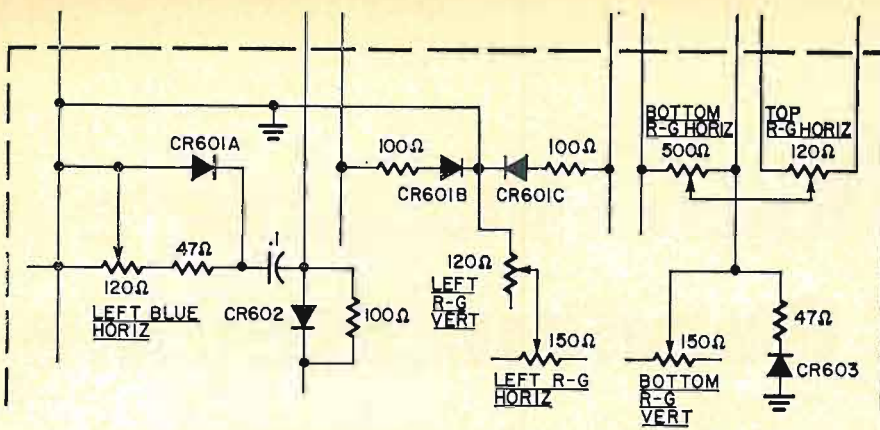 CR601A
100Ω
CR601B
100Ω
CR601C
BOTTOM
R-G HORIZ
500Ω
TOP
R-G HORIZ
120Ω
120Ω
47Ω
.1
LEFT BLUE
HORIZ
CR602
100Ω
120Ω
LEFT
R-G
VERT
150Ω
LEFT R-G
HORIZ
150Ω
BOTTOM
R-G
VERT
47Ω
CR603